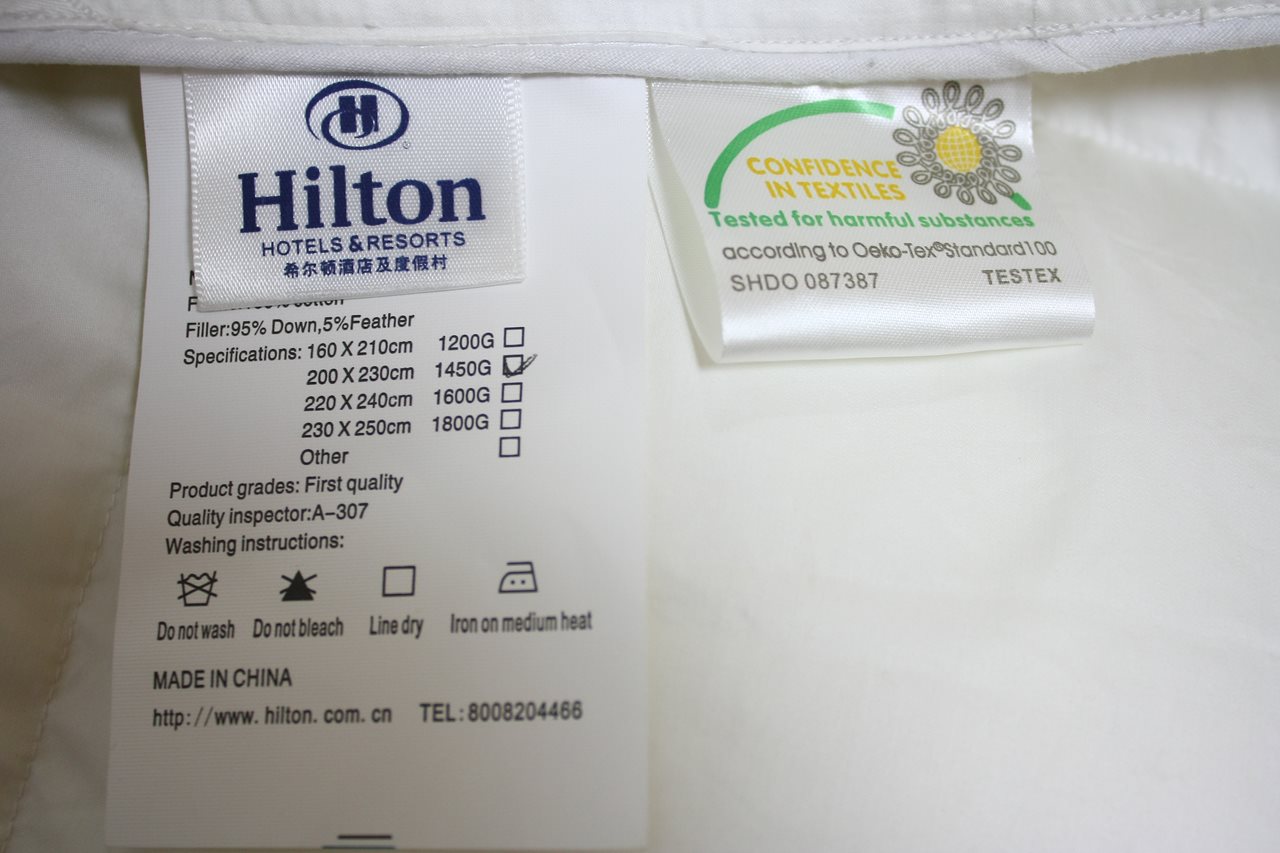 H
Hilton
HOTELS & RESORTS
希尔顿酒店及度假村
cotton
Filler:95% Down,5%Feather
Specifications: 160 X 210cm 1200G
200 X 230cm 1450G
220 X 240cm 1600G
230 X 250cm 1800G
Other
Product grades: First quality
Quality inspector:A-307
Washing instructions:
Do not wash Do not bleach Line dry Iron on medium heat
MADE IN CHINA
http://www. hilton. com. cn TEL: 8008204466
CONFIDENCE
IN TEXTILES
Tested for harmful substances
according to Oeko-Tex®Standard100
SHDO 087387 TESTEX